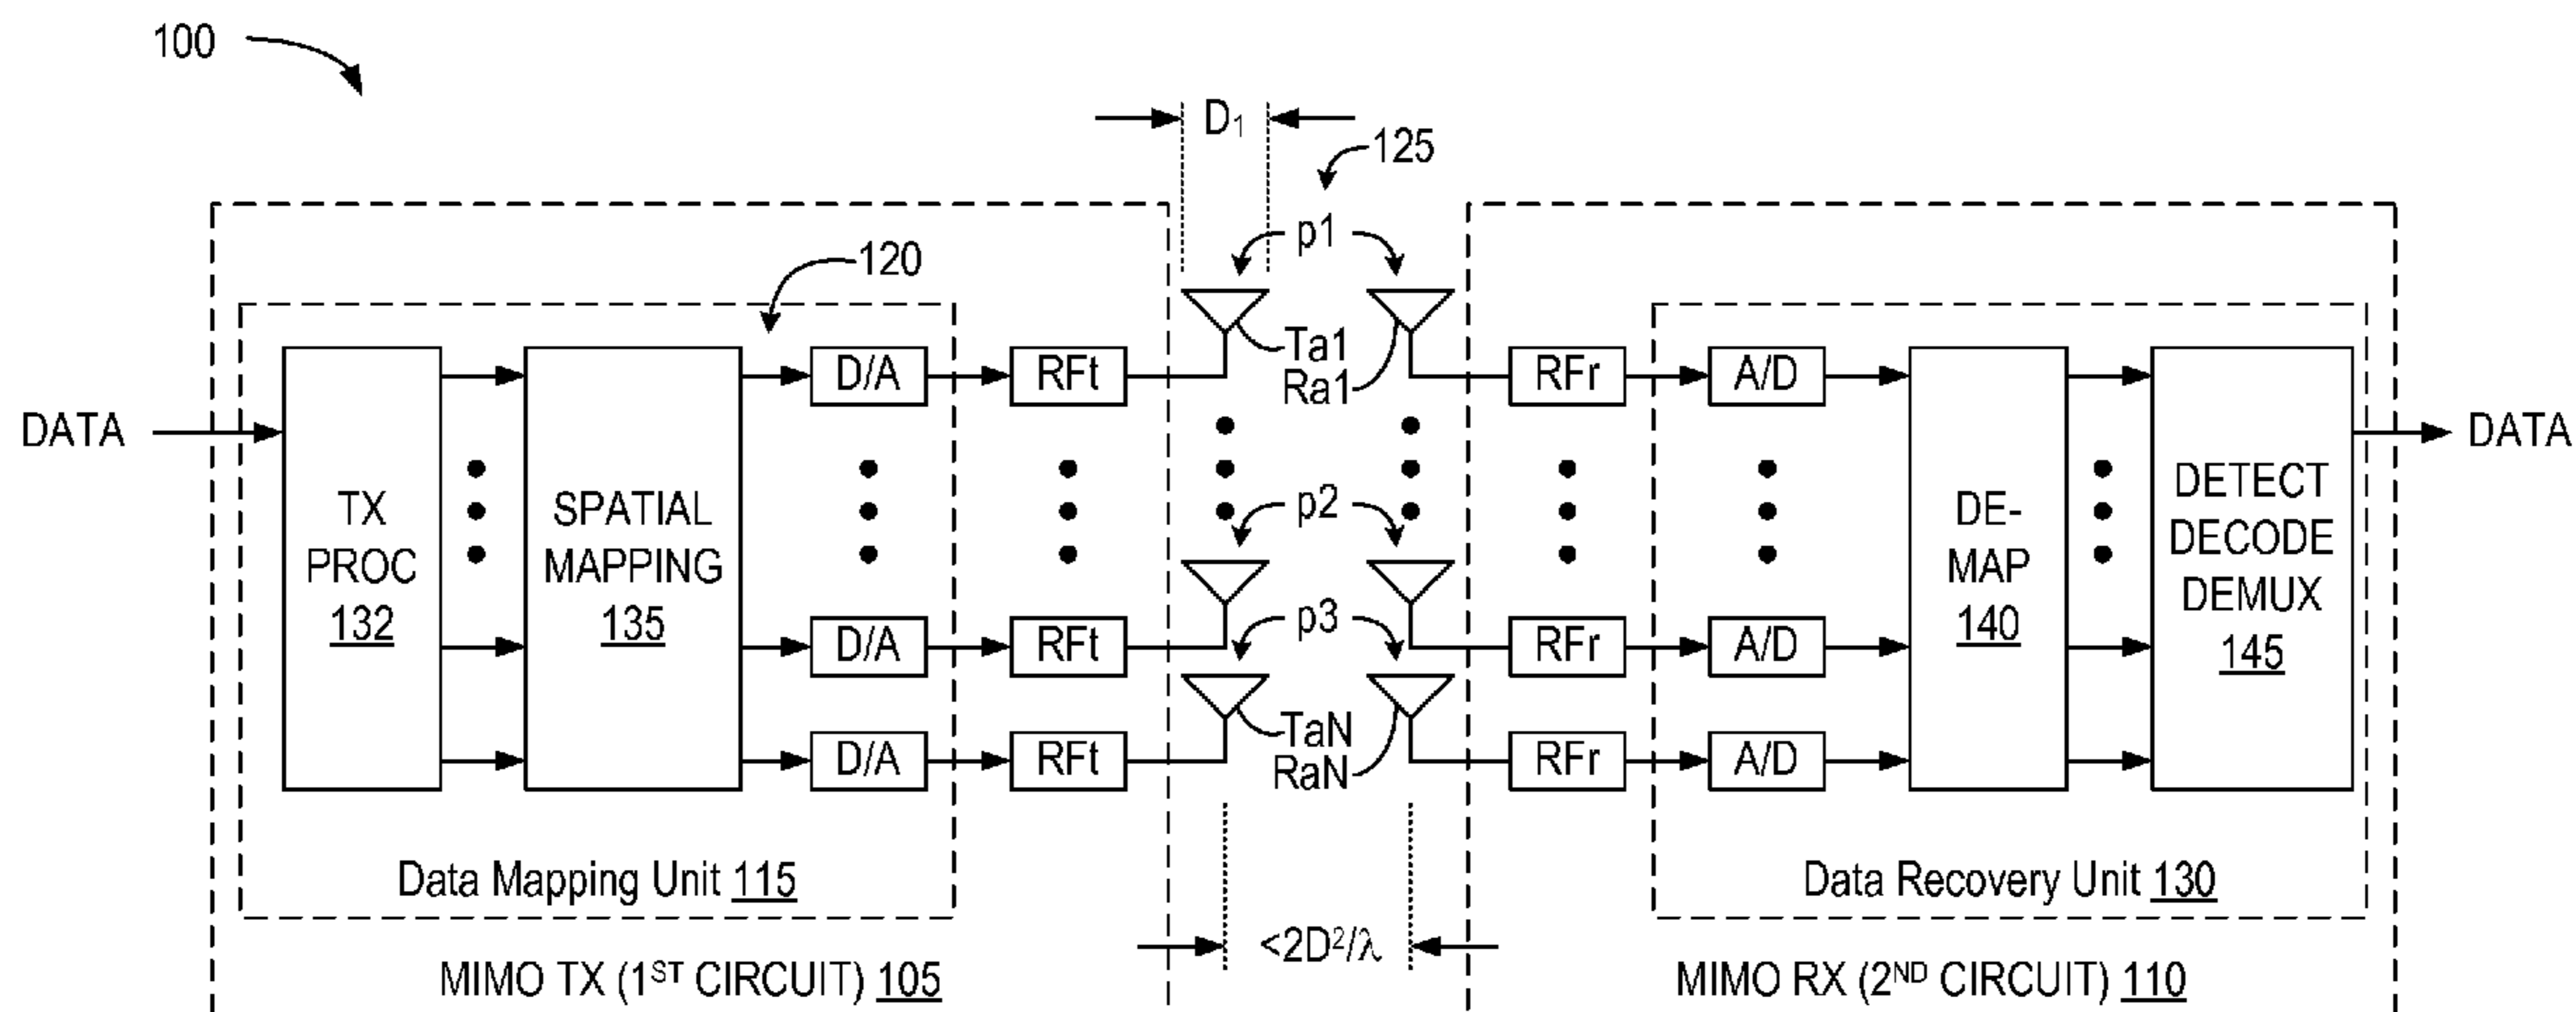 100
D₁
125
p1
120
Ta1
Ra1
D/A
RFt
RFr
A/D
DATA
DATA
TX
PROC
132
SPATIAL
MAPPING
135
p2
DE-
MAP
140
DETECT
DECODE
DEMUX
145
p3
D/A
RFt
RFr
A/D
TaN
RaN
D/A
RFt
RFr
A/D
Data Mapping Unit 115
Data Recovery Unit 130
<2D²/λ
MIMO TX (1ST CIRCUIT) 105
MIMO RX (2ND CIRCUIT) 110